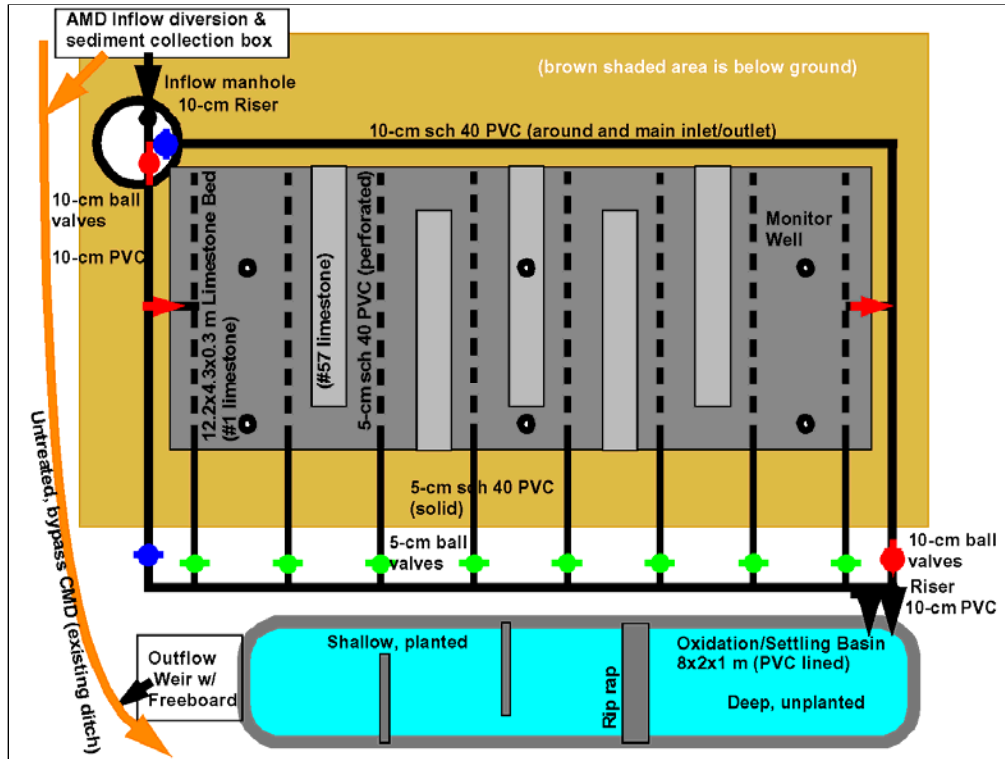 AMD Inflow diversion &
sediment collection box
(brown shaded area is below ground)
Inflow manhole
10-cm Riser
10-cm sch 40 PVC (around and main inlet/outlet)
10-cm ball
valves
10-cm PVC
12.2x4.3x0.3 m Limestone Bed
(#1 limestone)
(#57 limestone)
5-cm sch 40 PVC (perforated)
Monitor
Well
5-cm sch 40 PVC
(solid)
5-cm ball
valves
10-cm ball
valves
Riser
10-cm PVC
Untreated, bypass CMD (existing ditch)
Outflow
Weir w/
Freeboard
Shallow, planted
Rip rap
Oxidation/Settling Basin
8x2x1 m (PVC lined)
Deep, unplanted